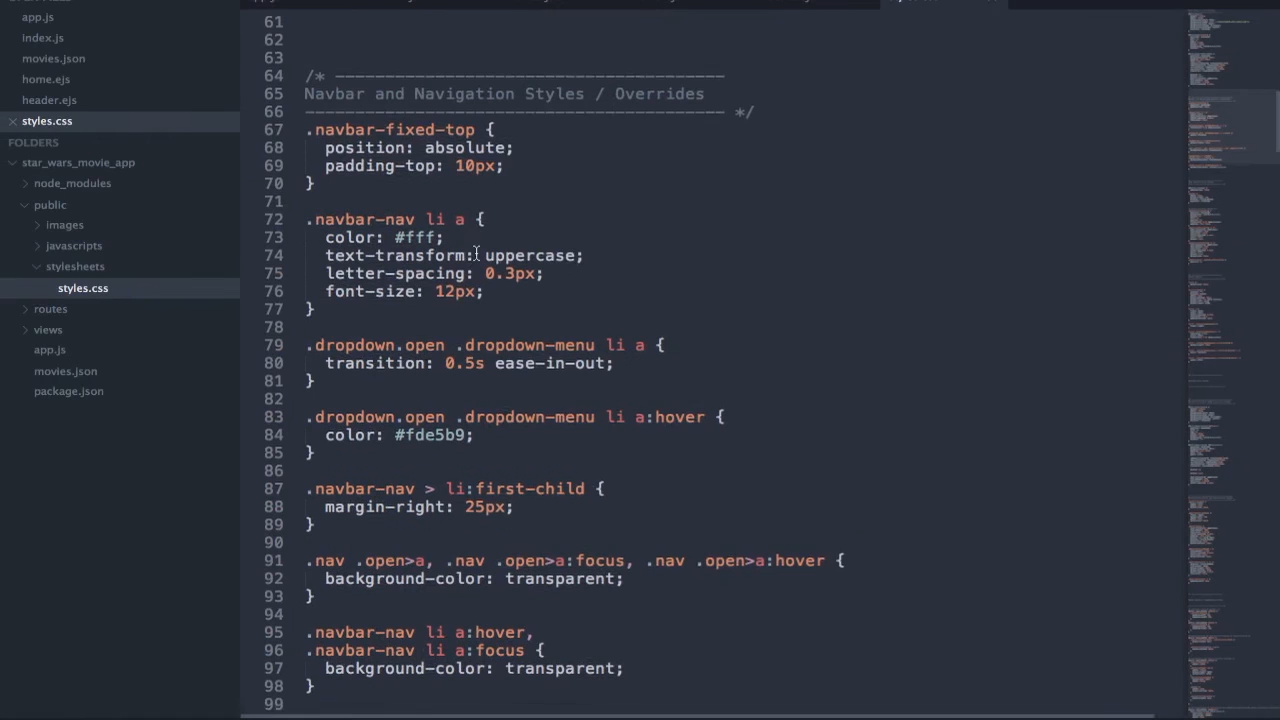 app.js
index.js
movies.json
home.ejs
header.ejs
× styles.css
FOLDERS
star_wars_movie_app
node_modules
public
images
javascripts
stylesheets
styles.css
routes
views
app.js
movies.json
package.json
61
62
63
64 /* ---------------------------------------
65 Navbar and Navigation Styles / Overrides
66 ------------------------------------------ */
67 .navbar-fixed-top {
68 position: absolute;
69 padding-top: 10px;
70 }
71
72 .navbar-nav li a {
73 color: #fff;
74 text-transform: uppercase;
75 letter-spacing: 0.3px;
76 font-size: 12px;
77 }
78
79 .dropdown.open .dropdown-menu li a {
80 transition: 0.5s ease-in-out;
81 }
82
83 .dropdown.open .dropdown-menu li a:hover {
84 color: #fde5b9;
85 }
86
87 .navbar-nav > li:first-child {
88 margin-right: 25px;
89 }
90
91 .nav .open>a, .nav .open>a:focus, .nav .open>a:hover {
92 background-color: transparent;
93 }
94
95 .navbar-nav li a:hover,
96 .navbar-nav li a:focus {
97 background-color: transparent;
98 }
99